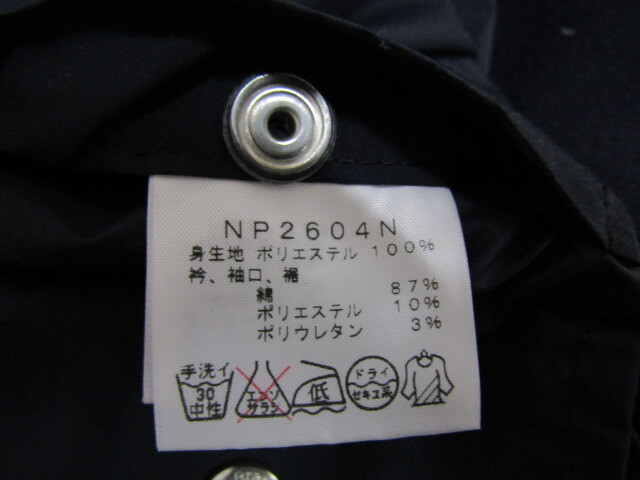 NP2604N
身生地 ポリエステル 100%
衿、袖口、裾
綿 87%
ポリエステル 10%
ポリウレタン 3%
手洗イ
30
中性
エンソ
サラシ
低
ドライ
セキユ系